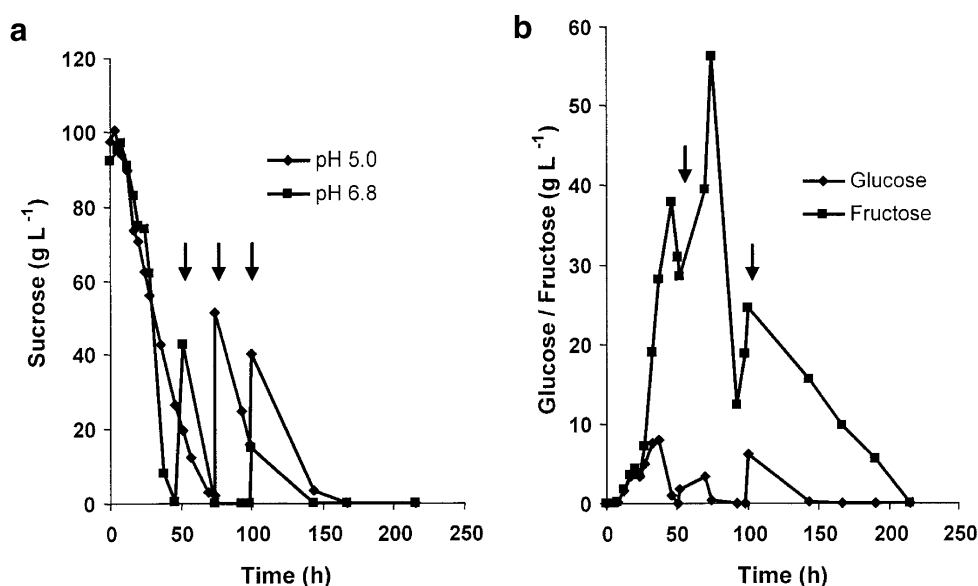 a
120
100
80
60
40
20
0
Sucrose (g L⁻¹)
pH 5.0
pH 6.8
0 50 100 150 200 250
Time (h)
b
60
50
40
30
20
10
0
Glucose / Fructose (g L⁻¹)
Glucose
Fructose
0 50 100 150 200 250
Time (h)